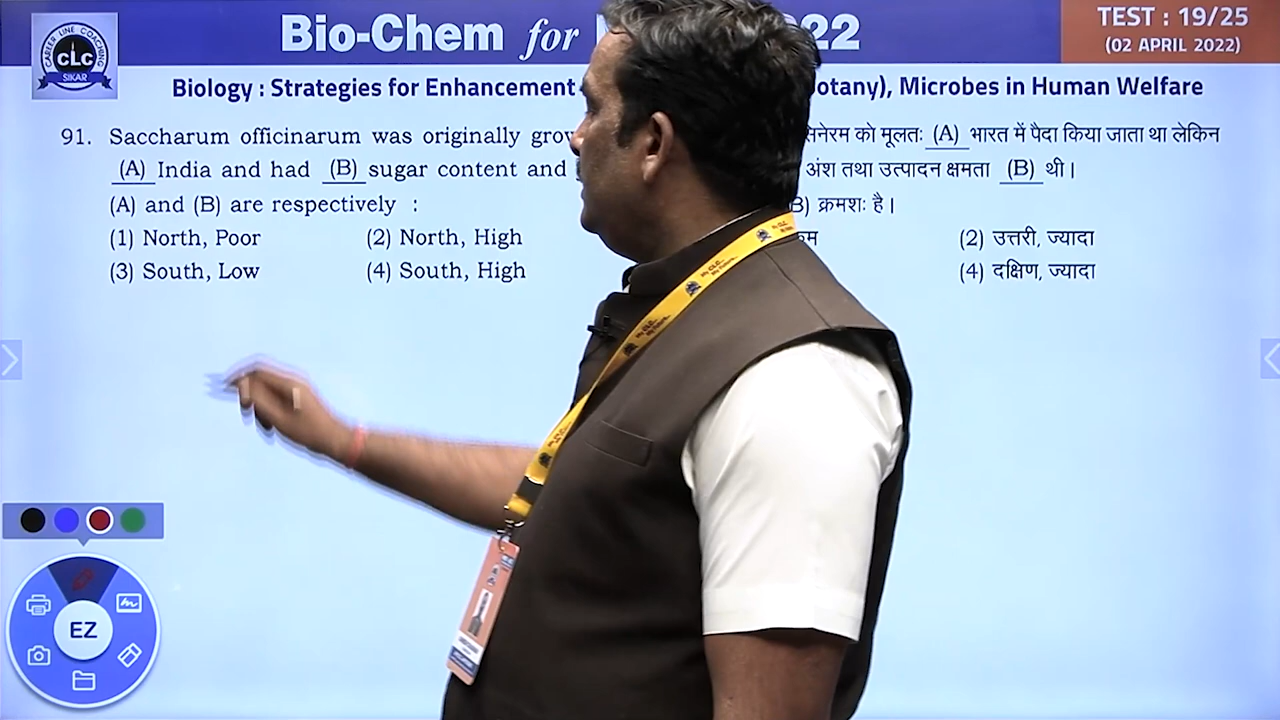 Bio-Chem for
22
TEST : 19/25
(02 APRIL 2022)
CAREER LINE COACHING
CLC
SIKAR
Biology : Strategies for Enhancement
otany), Microbes in Human Welfare
91. Saccharum officinarum was originally
(A) India and had (B) sugar content and
(A) and (B) are respectively :
(1) North, Poor (2) North, High
(3) South, Low (4) South, High
को मूलतः (A) भारत में पैदा किया जाता था लेकिन
अंश तथा उत्पादन क्षमता (B) थी।
B) क्रमशः है।
(2) उत्तरी, ज्यादा
(4) दक्षिण, ज्यादा
EZ